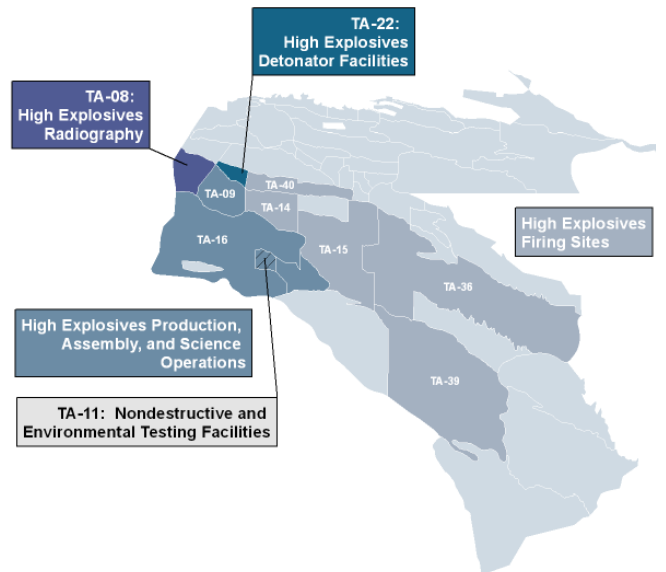 TA-22:
High Explosives
Detonator Facilities
TA-08:
High Explosives
Radiography
TA-09
TA-40
TA-14
TA-16
TA-15
TA-36
TA-39
High Explosives
Firing Sites
High Explosives Production,
Assembly, and Science
Operations
TA-11: Nondestructive and
Environmental Testing Facilities